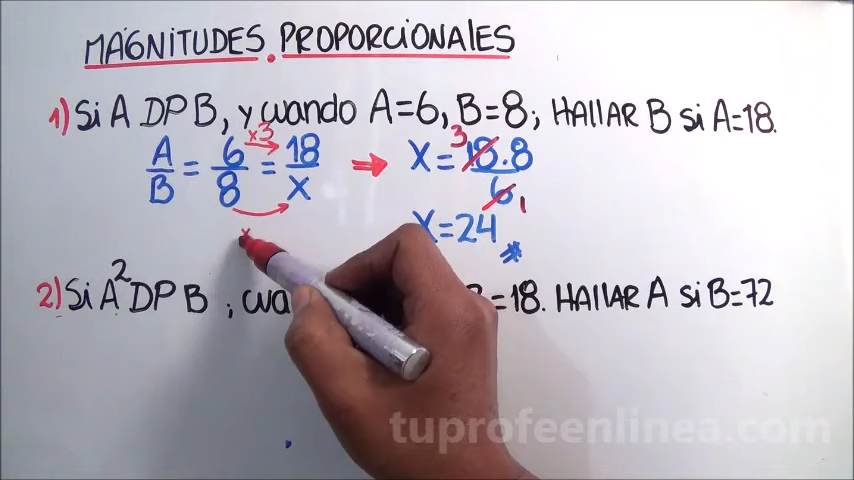 MAGNITUDES PROPORCIONALES
1) Si A DP B, y cuando A=6, B=8; HALLAR B si A=18.
A/B = 6/8 = 18/X ⇒ X = 18.8/6
x3
3
1
x
X=24 *
2) Si A² DP B ; cua =18. HALLAR A si B=72
tuprofeenlinea.com